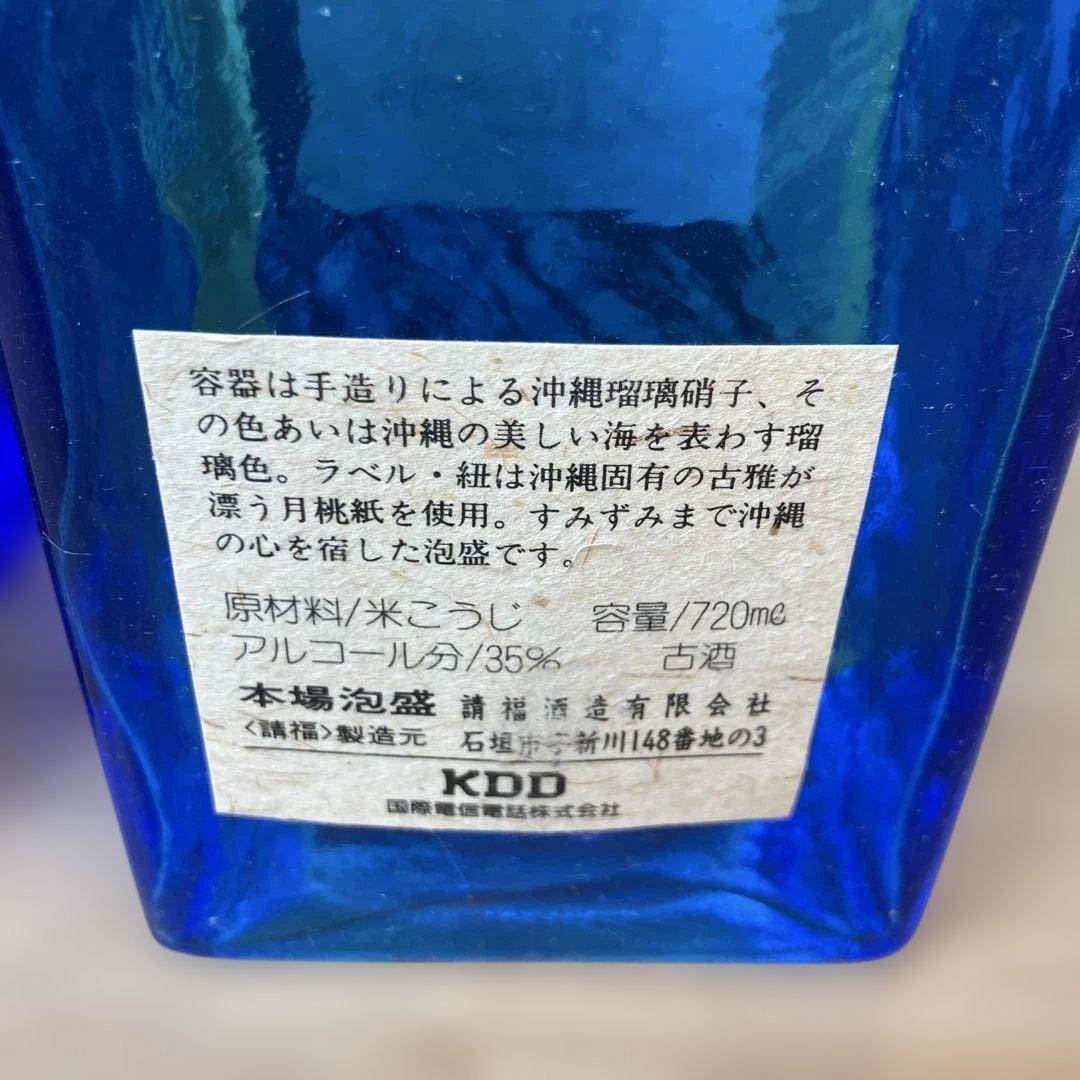 容器は手造りによる沖縄瑠璃硝子、そ
の色あいは沖縄の美しい海を表わす瑠
璃色。ラベル・紐は沖縄固有の古雅が
漂う月桃紙を使用。すみずみまで沖縄
の心を宿した泡盛です。
原材料/米こうじ 容量/720mℓ
アルコール分/35% 古酒
本場泡盛 請福酒造有限会社
<請福>製造元 石垣市字新川148番地の3
KDD
国際電信電話株式会社